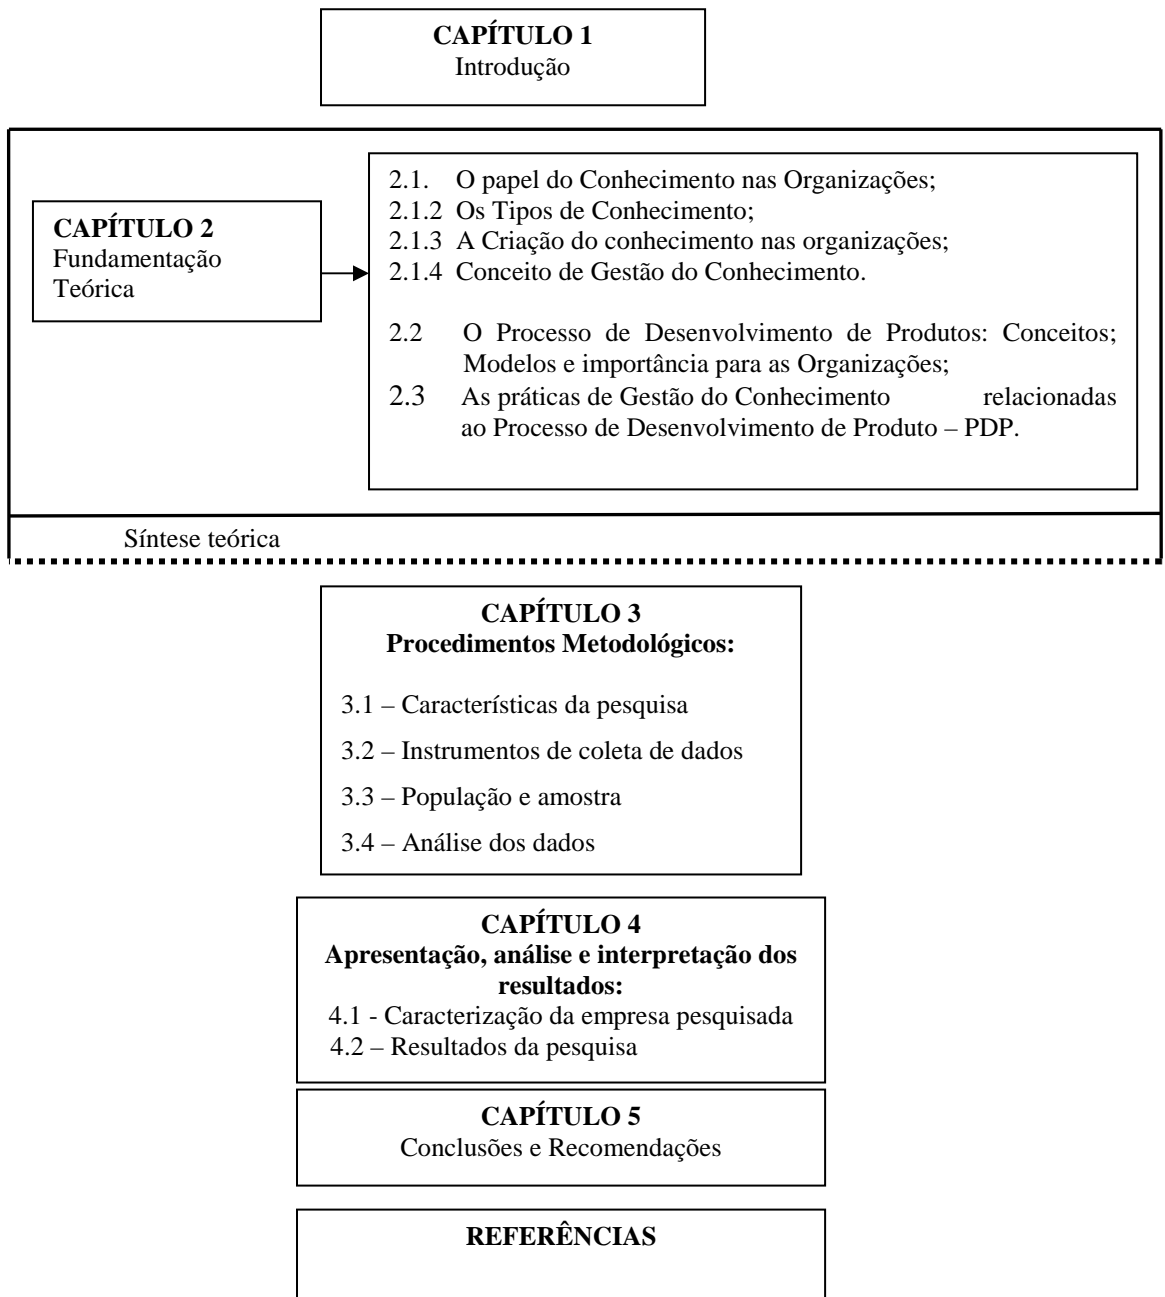 CAPÍTULO 1
Introdução
CAPÍTULO 2
Fundamentação
Teórica
2.1. O papel do Conhecimento nas Organizações;
2.1.2 Os Tipos de Conhecimento;
2.1.3 A Criação do conhecimento nas organizações;
2.1.4 Conceito de Gestão do Conhecimento.
2.2 O Processo de Desenvolvimento de Produtos: Conceitos;
Modelos e importância para as Organizações;
2.3 As práticas de Gestão do Conhecimento relacionadas
ao Processo de Desenvolvimento de Produto – PDP.
Síntese teórica
CAPÍTULO 3
Procedimentos Metodológicos:
3.1 – Características da pesquisa
3.2 – Instrumentos de coleta de dados
3.3 – População e amostra
3.4 – Análise dos dados
CAPÍTULO 4
Apresentação, análise e interpretação dos
resultados:
4.1 - Caracterização da empresa pesquisada
4.2 – Resultados da pesquisa
CAPÍTULO 5
Conclusões e Recomendações
REFERÊNCIAS